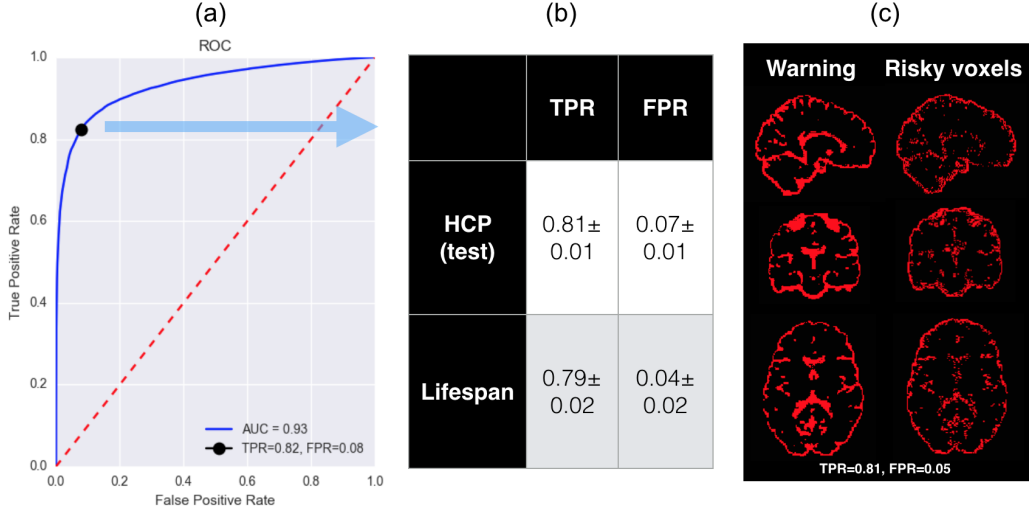 (a)
ROC
1.0
0.8
0.6
0.4
0.2
0.0
True Positive Rate
0.0 0.2 0.4 0.6 0.8 1.0
False Positive Rate
AUC = 0.93
TPR=0.82, FPR=0.08
(b)
TPR FPR
HCP
(test)
0.81±
0.01
0.07±
0.01
Lifespan
0.79±
0.02
0.04±
0.02
(c)
Warning Risky voxels
TPR=0.81, FPR=0.05